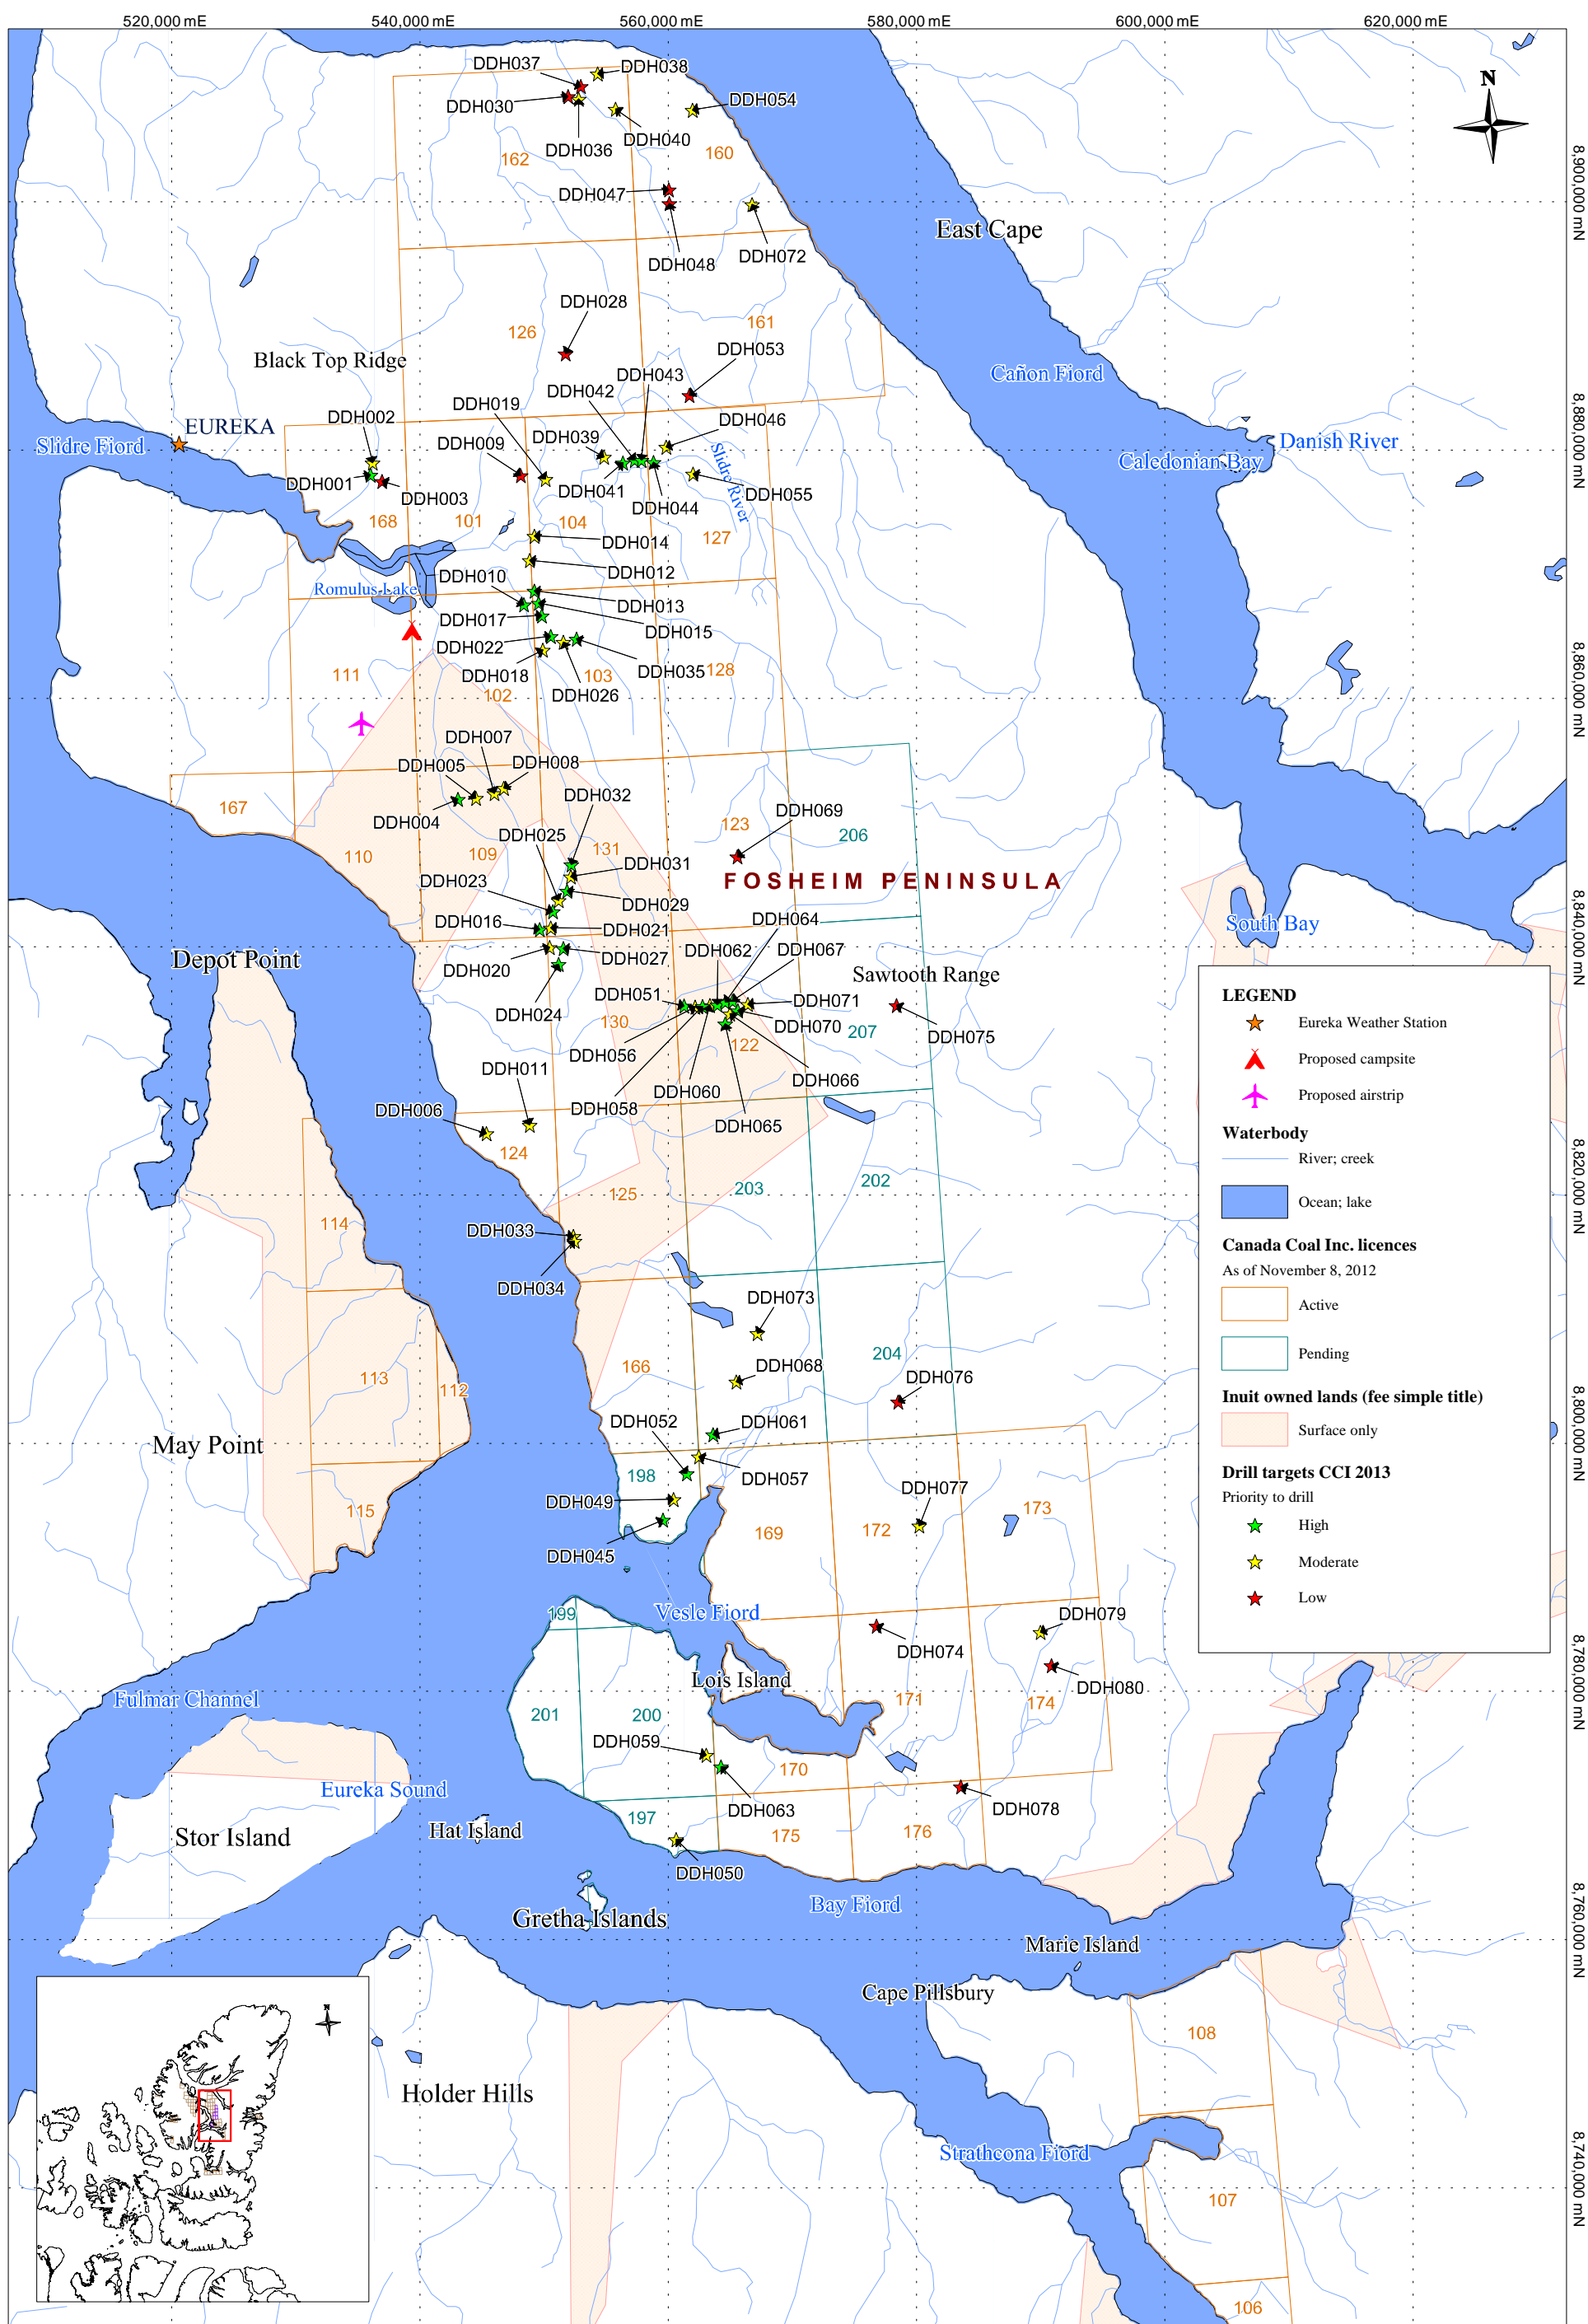 520,000 mE
540,000 mE
560,000 mE
580,000 mE
600,000 mE
620,000 mE
DDH037
DDH038
DDH030
DDH054
DDH036
DDH040
N
162
160
8,900,000 mN
DDH047
East Cape
DDH048
DDH072
DDH028
126
161
DDH053
Black Top Ridge
Cañon Fiord
DDH043
DDH042
DDH019
DDH002
DDH046
EUREKA
DDH039
DDH009
Slidre Fiord
Danish River
Caledonian Bay
8,880,000 mN
Slidre River
DDH001
DDH003
DDH041
DDH055
DDH044
168
101
104
127
DDH014
DDH012
DDH010
Romulus Lake
DDH013
DDH017
DDH015
DDH022
DDH018
DDH035
128
111
103
102
DDH026
8,860,000 mN
DDH007
DDH005
DDH008
DDH032
167
DDH004
DDH069
DDH025
123
206
110
109
131
DDH031
DDH023
FOSHEIM PENINSULA
DDH029
DDH016
DDH064
South Bay
DDH021
8,840,000 mN
Depot Point
DDH020
DDH027
DDH062
DDH067
Sawtooth Range
DDH051
DDH071
DDH024
130
DDH070
207
DDH075
DDH056
122
DDH011
DDH066
DDH060
DDH006
DDH058
DDH065
124
202
203
125
8,820,000 mN
114
DDH033
DDH034
DDH073
166
DDH068
204
DDH076
113
112
DDH052
DDH061
May Point
8,800,000 mN
198
DDH057
DDH077
DDH049
173
115
169
172
DDH045
199
Vesle Fiord
DDH079
DDH074
Lois Island
DDH080
Fulmar Channel
8,780,000 mN
171
174
201
200
DDH059
170
Eureka Sound
DDH063
DDH078
197
Hat Island
Stor Island
175
176
DDH050
Bay Fiord
Gretha Islands
8,760,000 mN
Marie Island
Cape Pillsbury
108
Holder Hills
Strathcona Fiord
8,740,000 mN
107
106
LEGEND
Eureka Weather Station
Proposed campsite
Proposed airstrip
Waterbody
River; creek
Ocean; lake
Canada Coal Inc. licences
As of November 8, 2012
Active
Pending
Inuit owned lands (fee simple title)
Surface only
Drill targets CCI 2013
Priority to drill
High
Moderate
Low
N